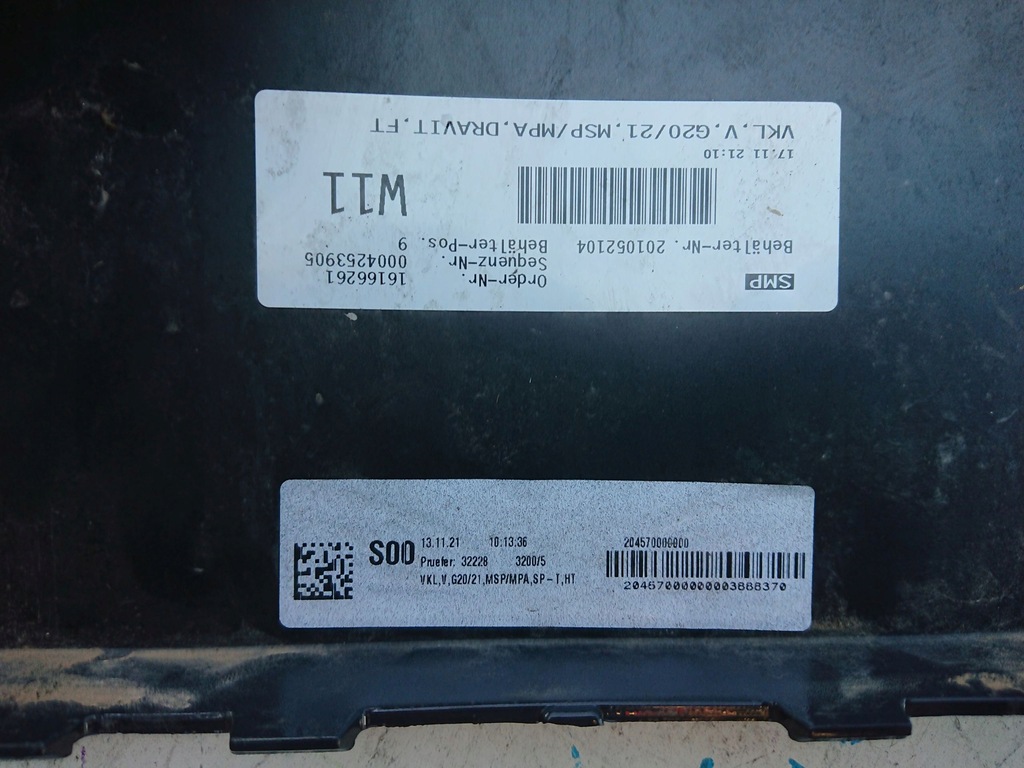 SMP
Order-Nr. 16166261
Sequenz-Nr. 0004253905
Behälter-Nr. 201052104 Behälter-Pos. 9
W11
17.11 21:10
VKL,V,G20/21,MSP/MPA,DRAVIT,FT
S00
13.11.21 10:13:36
Pruefer: 32228 3200/5
VKL,V,G20/21,MSP/MPA,SP-T,HT
204570000000
20457000000003888370